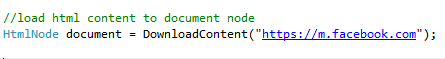 //load html content to document node
HtmlNode document = DownloadContent("https://m.facebook.com");